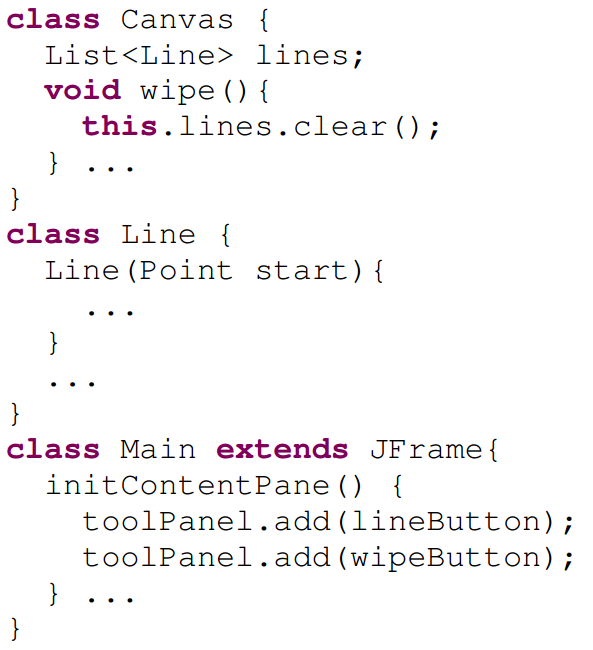 class Canvas {
  List<Line> lines;
  void wipe(){
    this.lines.clear();
  } ...
}
class Line {
  Line(Point start){
    ...
  }
  ...
}
class Main extends JFrame{
  initContentPane() {
    toolPanel.add(lineButton);
    toolPanel.add(wipeButton);
  } ...
}